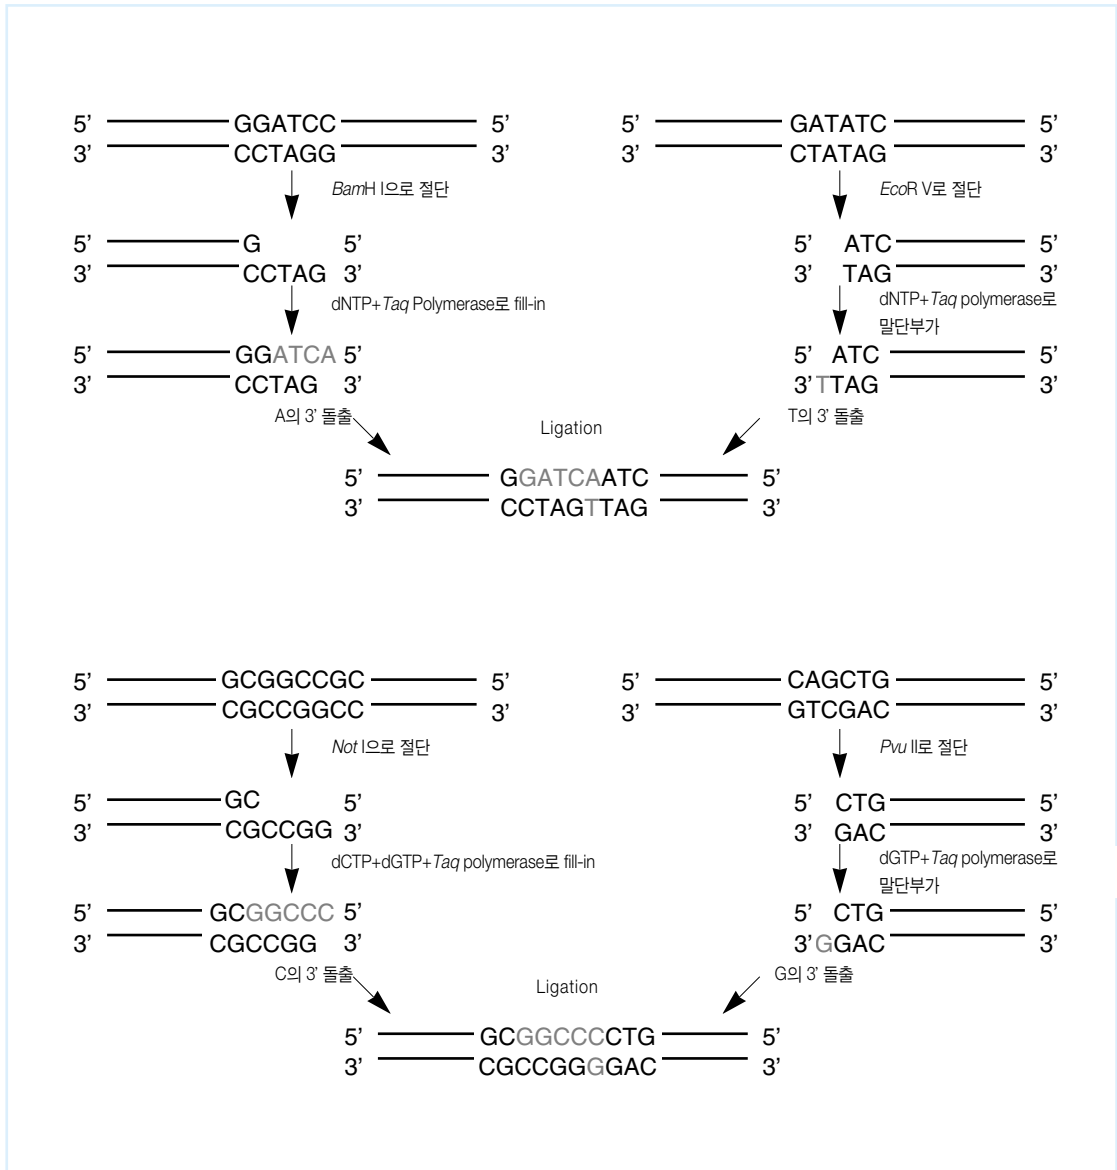 5’ GGATCC 5’ 5’ GATATC 5’
3’ CCTAGG 3’ 3’ CTATAG 3’
BamH I으로 절단 EcoR V로 절단
5’ G 5’ 5’ ATC 5’
3’ CCTAG 3’ 3’ TAG 3’
dNTP+Taq Polymerase로 fill-in dNTP+Taq polymerase로
말단부가
5’ GGATCA 5’ 5’ ATC 5’
3’ CCTAG 3’ 3’ TTAG 3’
A의 3’ 돌출 Ligation T의 3’ 돌출
5’ GGATCAATC 5’
3’ CCTAGTTAG 3’
5’ GCGGCCGC 5’ 5’ CAGCTG 5’
3’ CGCCGGCC 3’ 3’ GTCGAC 3’
Not I으로 절단 Pvu II로 절단
5’ GC 5’ 5’ CTG 5’
3’ CGCCGG 3’ 3’ GAC 3’
dCTP+dGTP+Taq polymerase로 fill-in dGTP+Taq polymerase로
말단부가
5’ GCGGCCC 5’ 5’ CTG 5’
3’ CGCCGG 3’ 3’ GGAC 3’
C의 3’ 돌출 Ligation G의 3’ 돌출
5’ GCGGCCCCTG 5’
3’ CGCCGGGGAC 3’